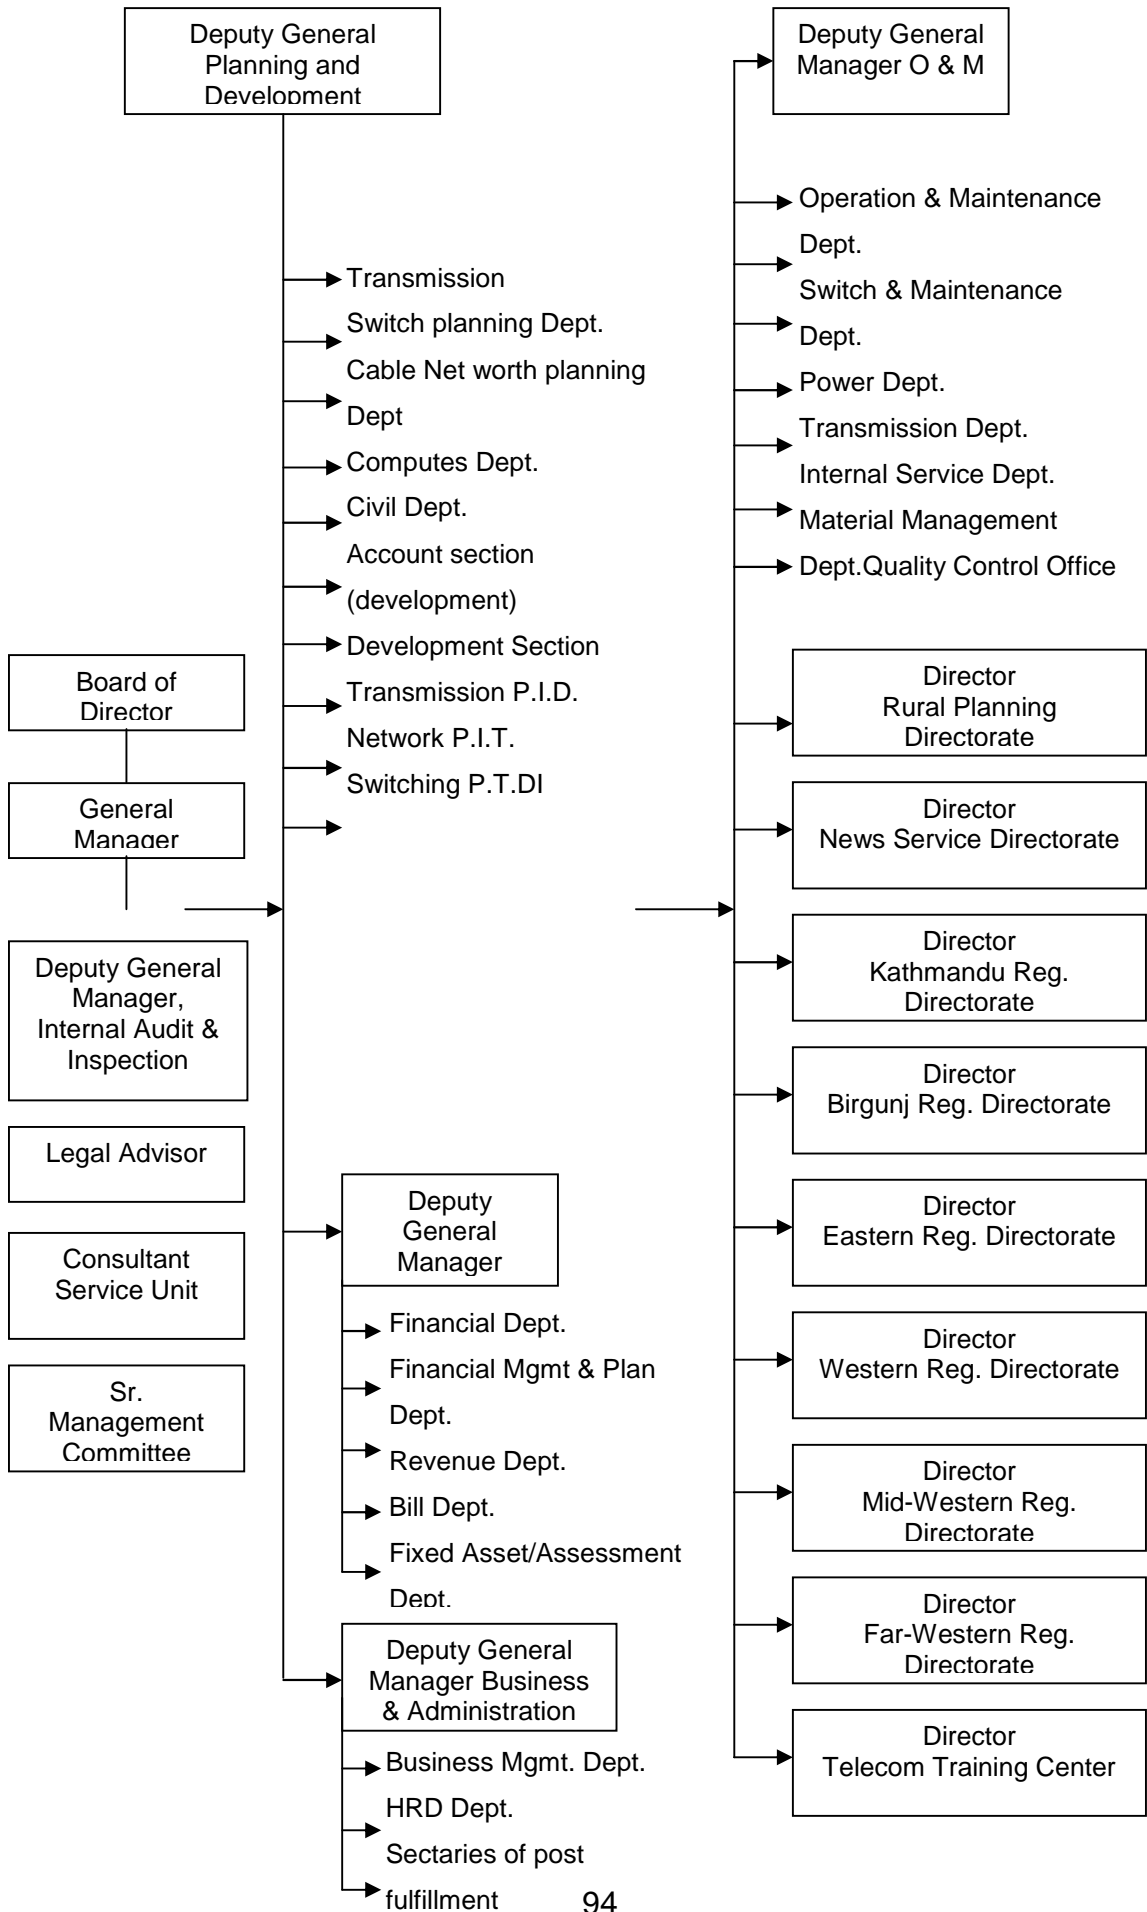 Deputy General
Planning and
Development
Deputy General
Manager O & M
Operation & Maintenance
Dept.
Switch & Maintenance
Dept.
Power Dept.
Transmission Dept.
Internal Service Dept.
Material Management
Dept.Quality Control Office
Transmission
Switch planning Dept.
Cable Net worth planning
Dept
Computes Dept.
Civil Dept.
Account section
(development)
Development Section
Transmission P.I.D.
Network P.I.T.
Switching P.T.DI
Board of
Director
General
Manager
Deputy General
Manager,
Internal Audit &
Inspection
Legal Advisor
Consultant
Service Unit
Sr.
Management
Committee
Deputy
General
Manager
Financial Dept.
Financial Mgmt & Plan
Dept.
Revenue Dept.
Bill Dept.
Fixed Asset/Assessment
Dept.
Deputy General
Manager Business
& Administration
Business Mgmt. Dept.
HRD Dept.
Sectaries of post
fulfillment
Director
Rural Planning
Directorate
Director
News Service Directorate
Director
Kathmandu Reg.
Directorate
Director
Birgunj Reg. Directorate
Director
Eastern Reg. Directorate
Director
Western Reg. Directorate
Director
Mid-Western Reg.
Directorate
Director
Far-Western Reg.
Directorate
Director
Telecom Training Center
94